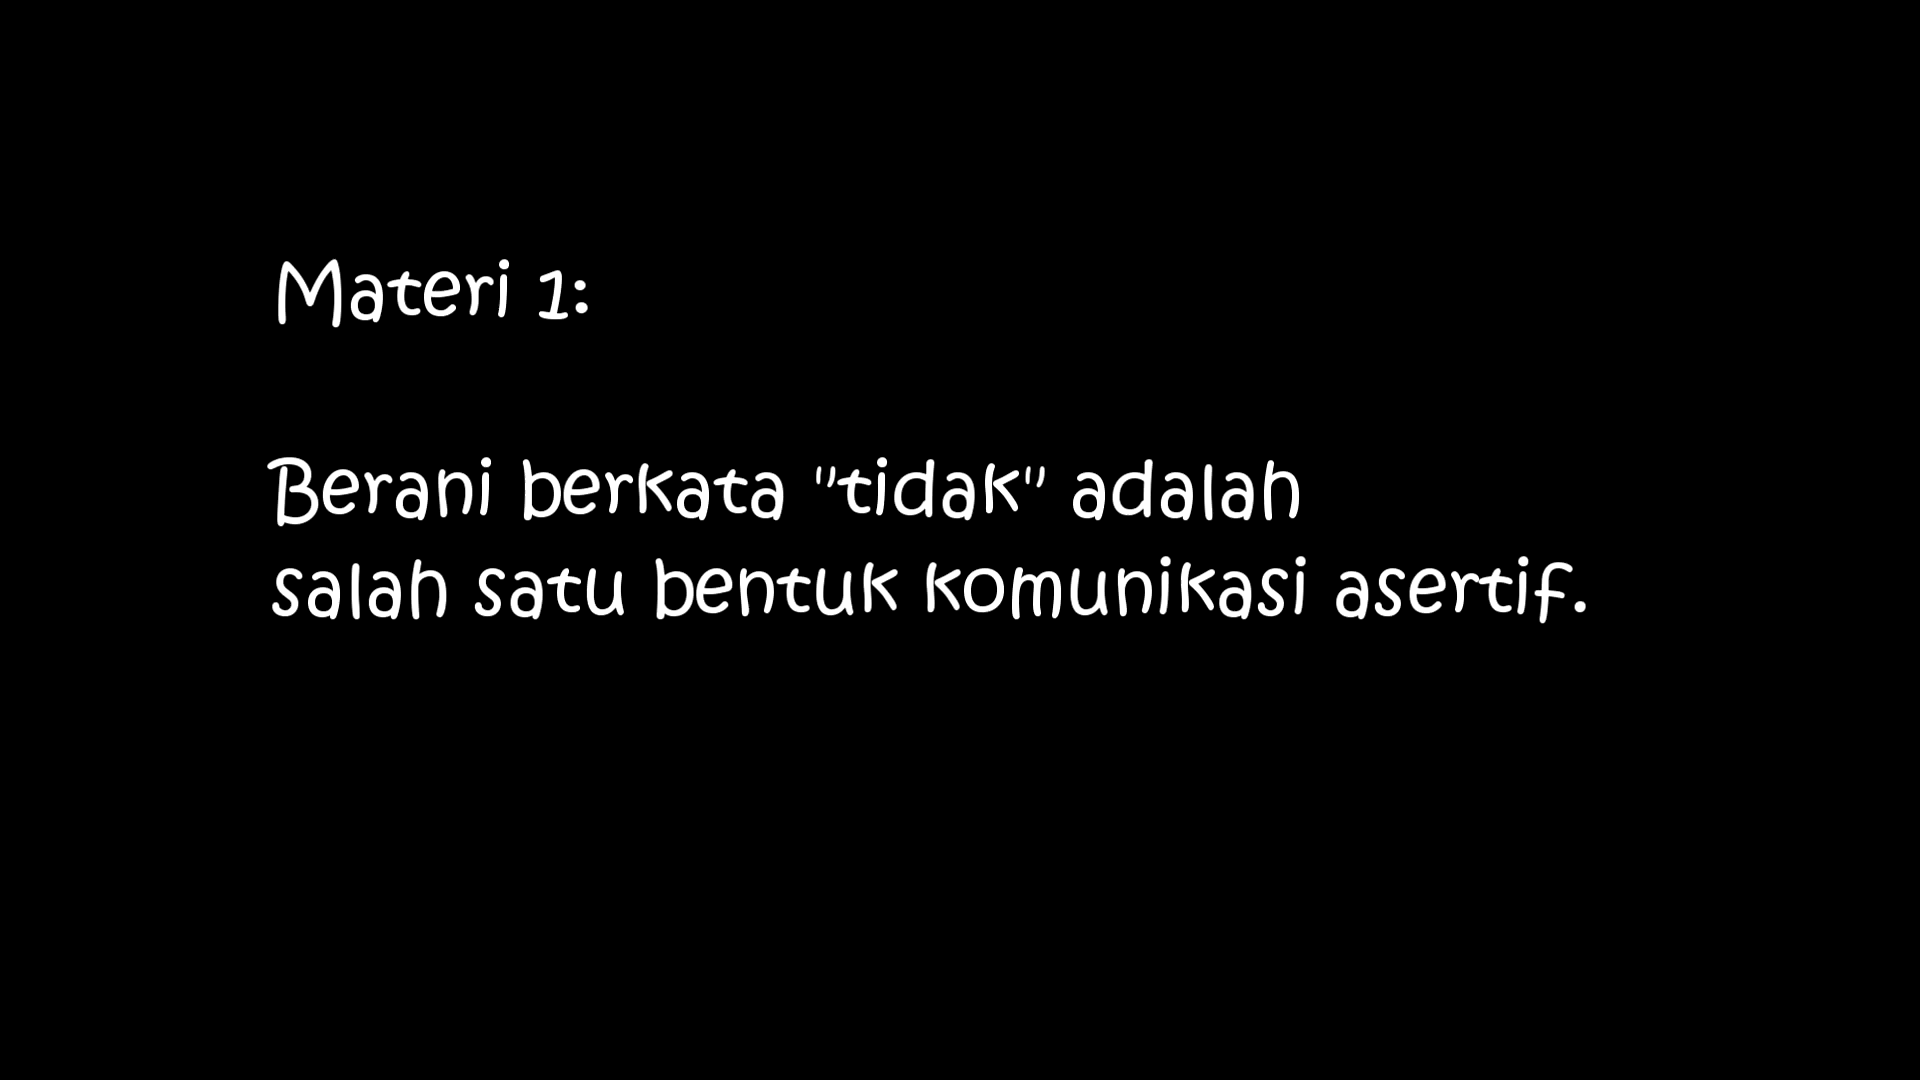 Materi 1:
Berani berkata "tidak" adalah
salah satu bentuk komunikasi asertif.